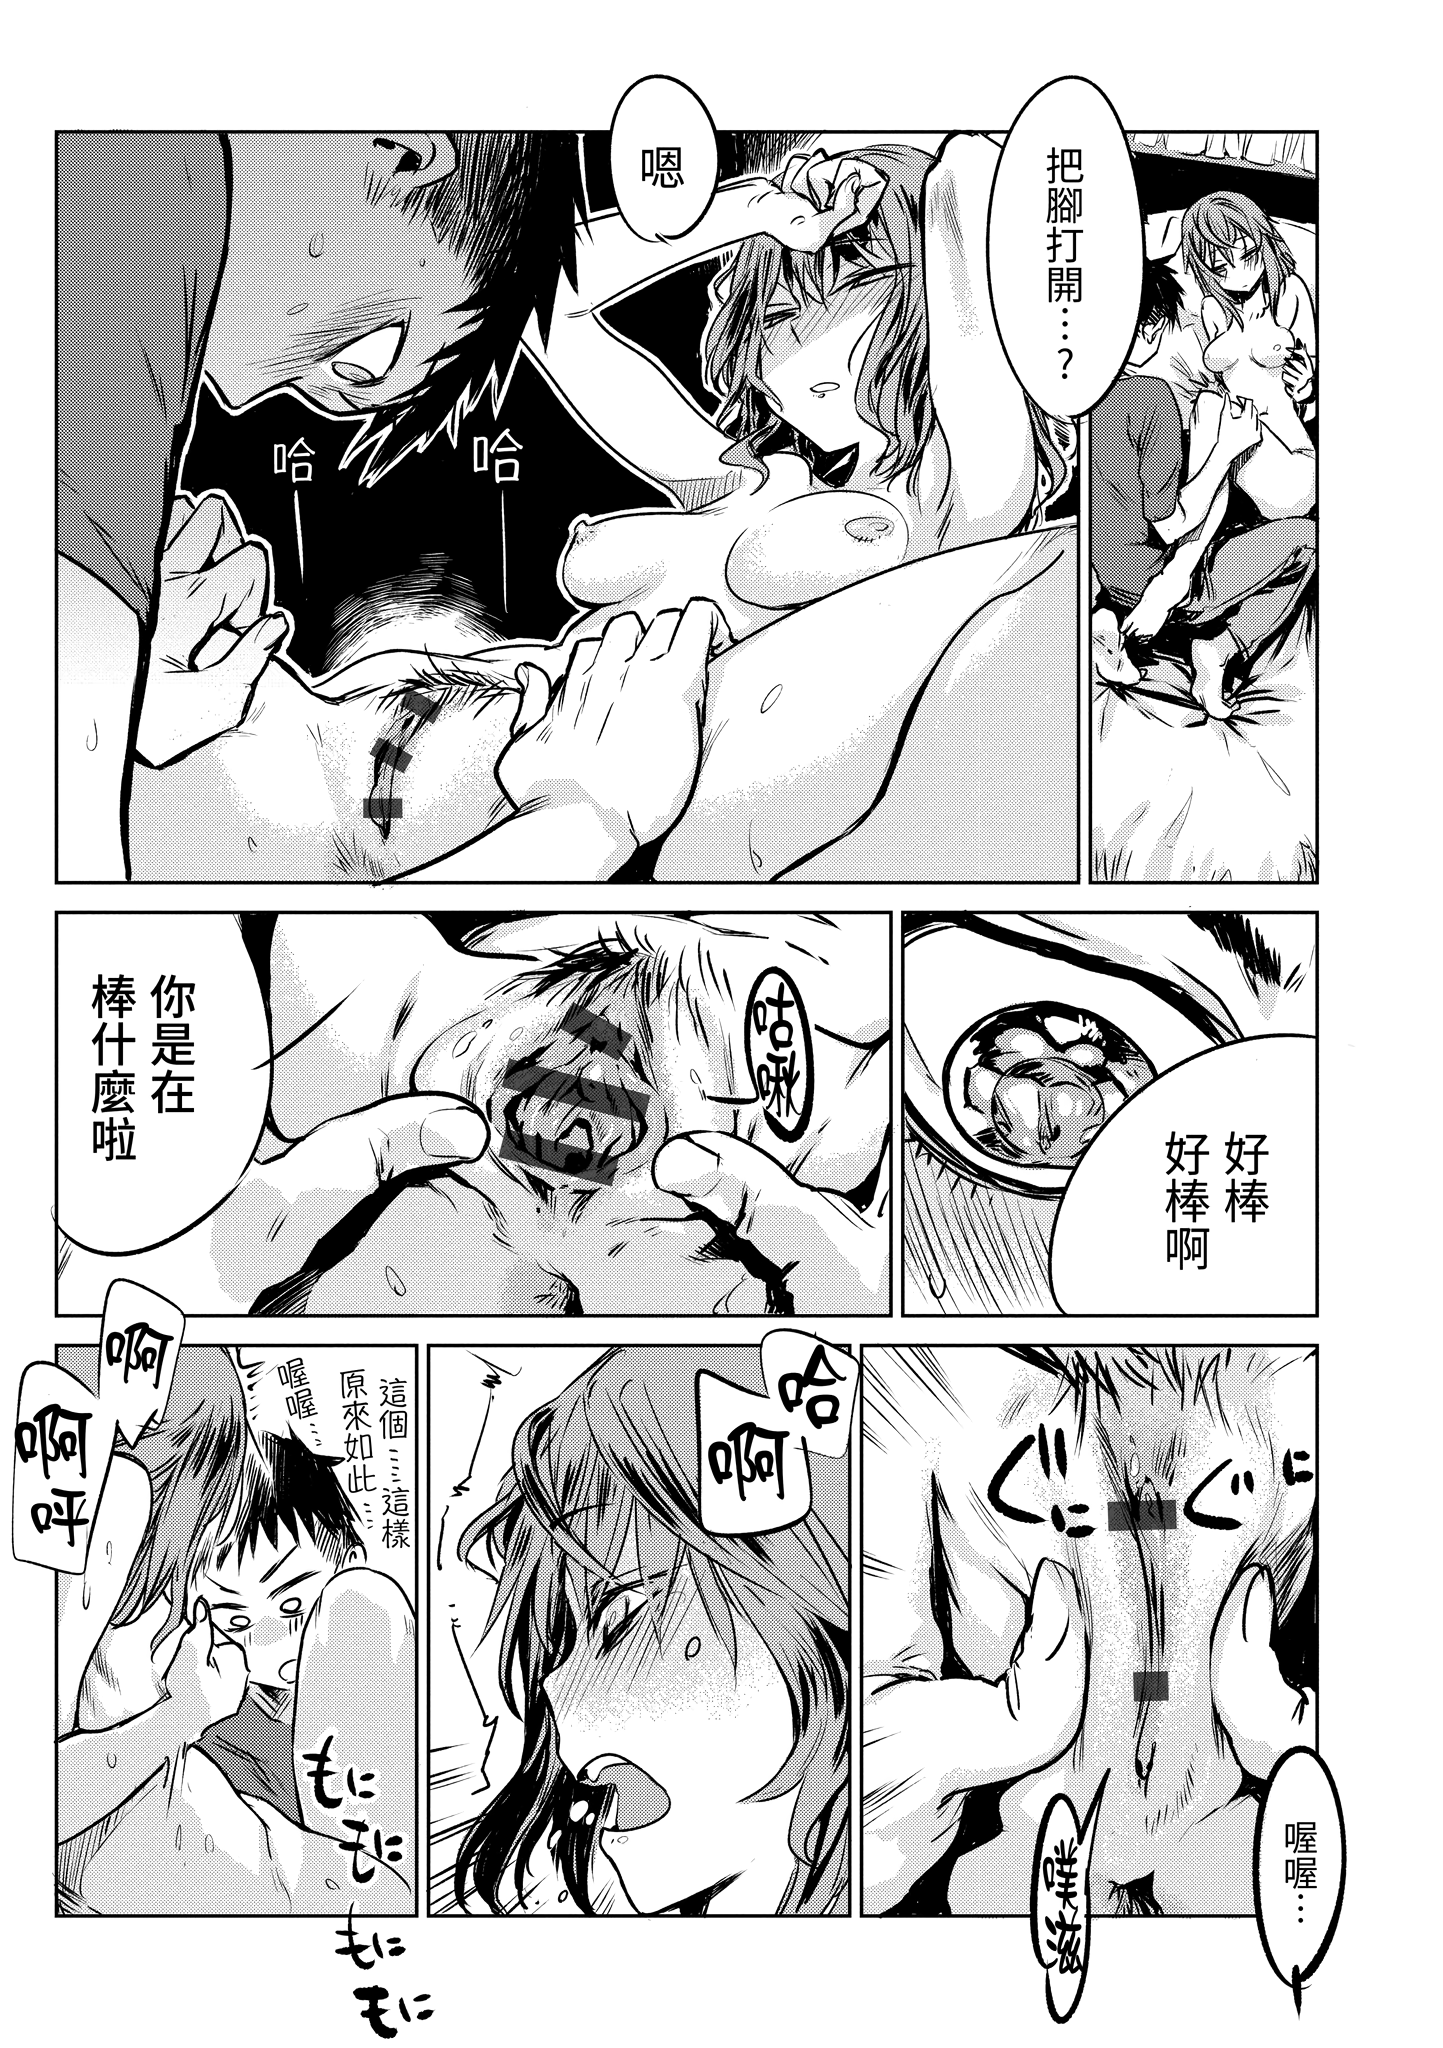 把腳打開…?
嗯
哈
哈
好棒
好棒啊
咕啾
你是在
棒什麼啦
ぐに
ぐに
喔喔…
噗滋
哈
啊
這個……這樣
原來如此……
喔喔……
啊
啊
呼
もに
もに
もに
もに